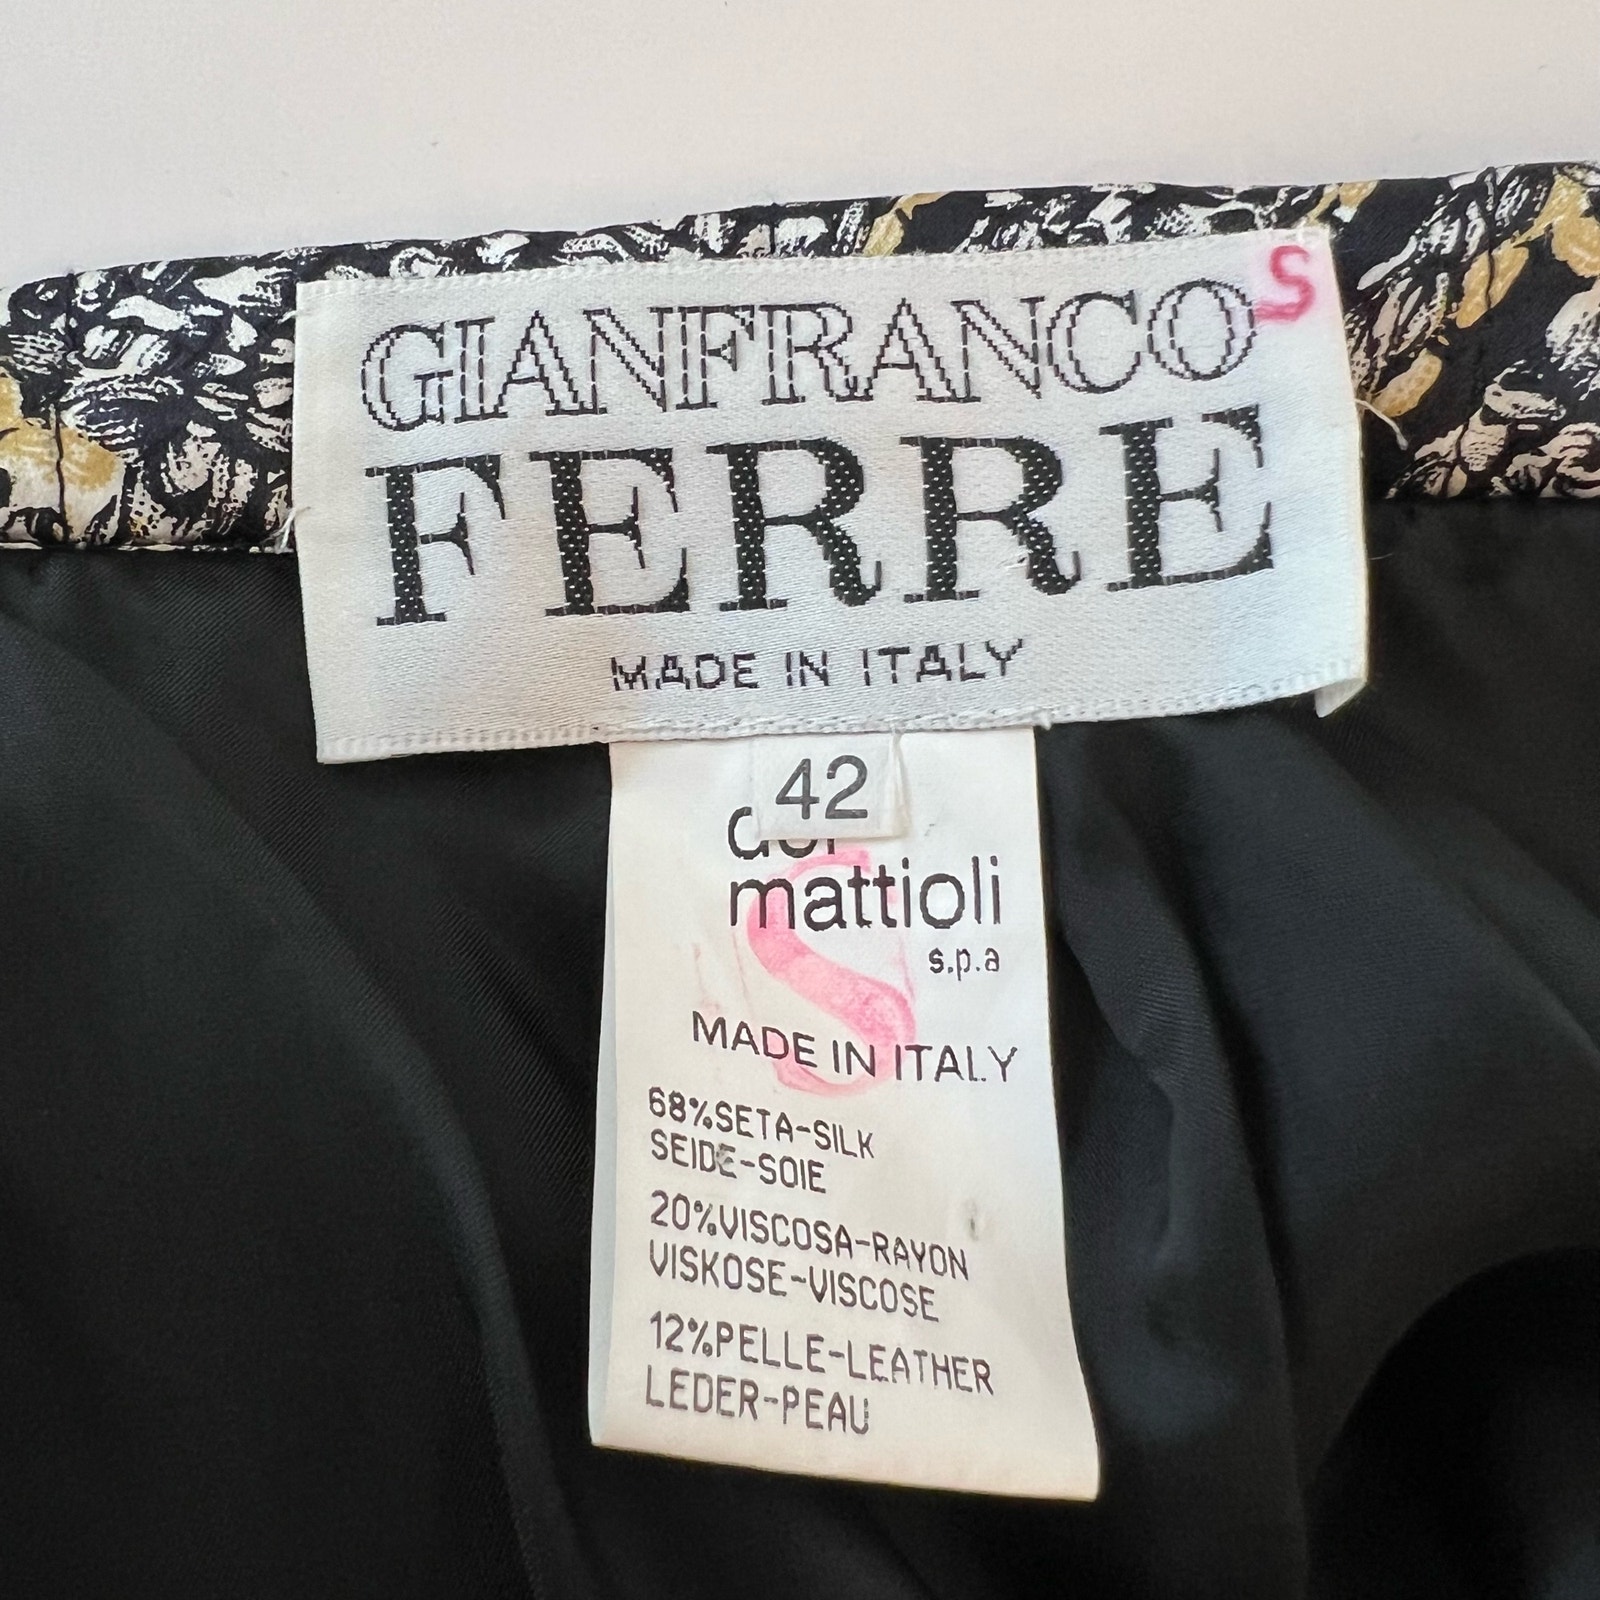 S
GIANFRANCO
FERRE
MADE IN ITALY
42
mattioli
s.p.a
S
MADE IN ITALY
68%SETA-SILK
SEIDE-SOIE
20%VISCOSA-RAYON
VISKOSE-VISCOSE
12%PELLE-LEATHER
LEDER-PEAU